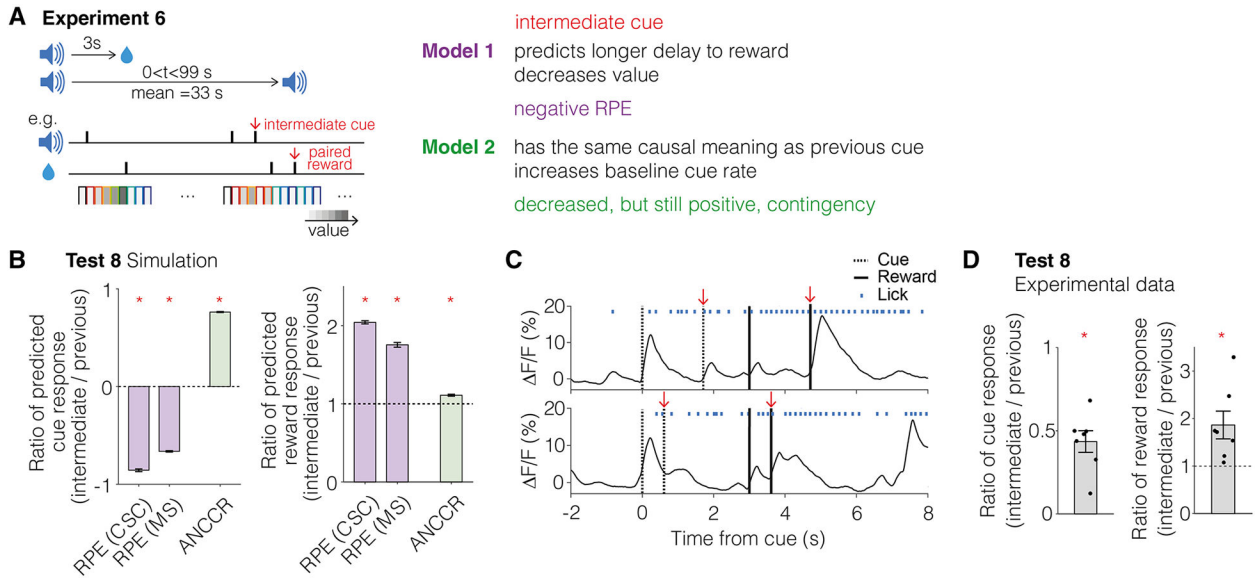 A Experiment 6
3s
0<t<99 s
mean =33 s
e.g.
intermediate cue
paired
reward
...
...
value
intermediate cue
Model 1 predicts longer delay to reward
decreases value
negative RPE
Model 2 has the same causal meaning as previous cue
increases baseline cue rate
decreased, but still positive, contingency
B Test 8 Simulation
Ratio of predicted
cue response
(intermediate / previous)
1
0
-1
* * *
RPE (CSC)
RPE (MS)
ANCCR
Ratio of predicted
reward response
(intermediate / previous)
2
1
0
* * *
RPE (CSC)
RPE (MS)
ANCCR
C
Cue
Reward
Lick
ΔF/F (%)
20
10
0
ΔF/F (%)
20
10
0
-2 0 2 4 6 8
Time from cue (s)
D Test 8
Experimental data
Ratio of cue response
(intermediate / previous)
1
0.5
0
*
Ratio of reward response
(intermediate / previous)
3
2
1
0
*